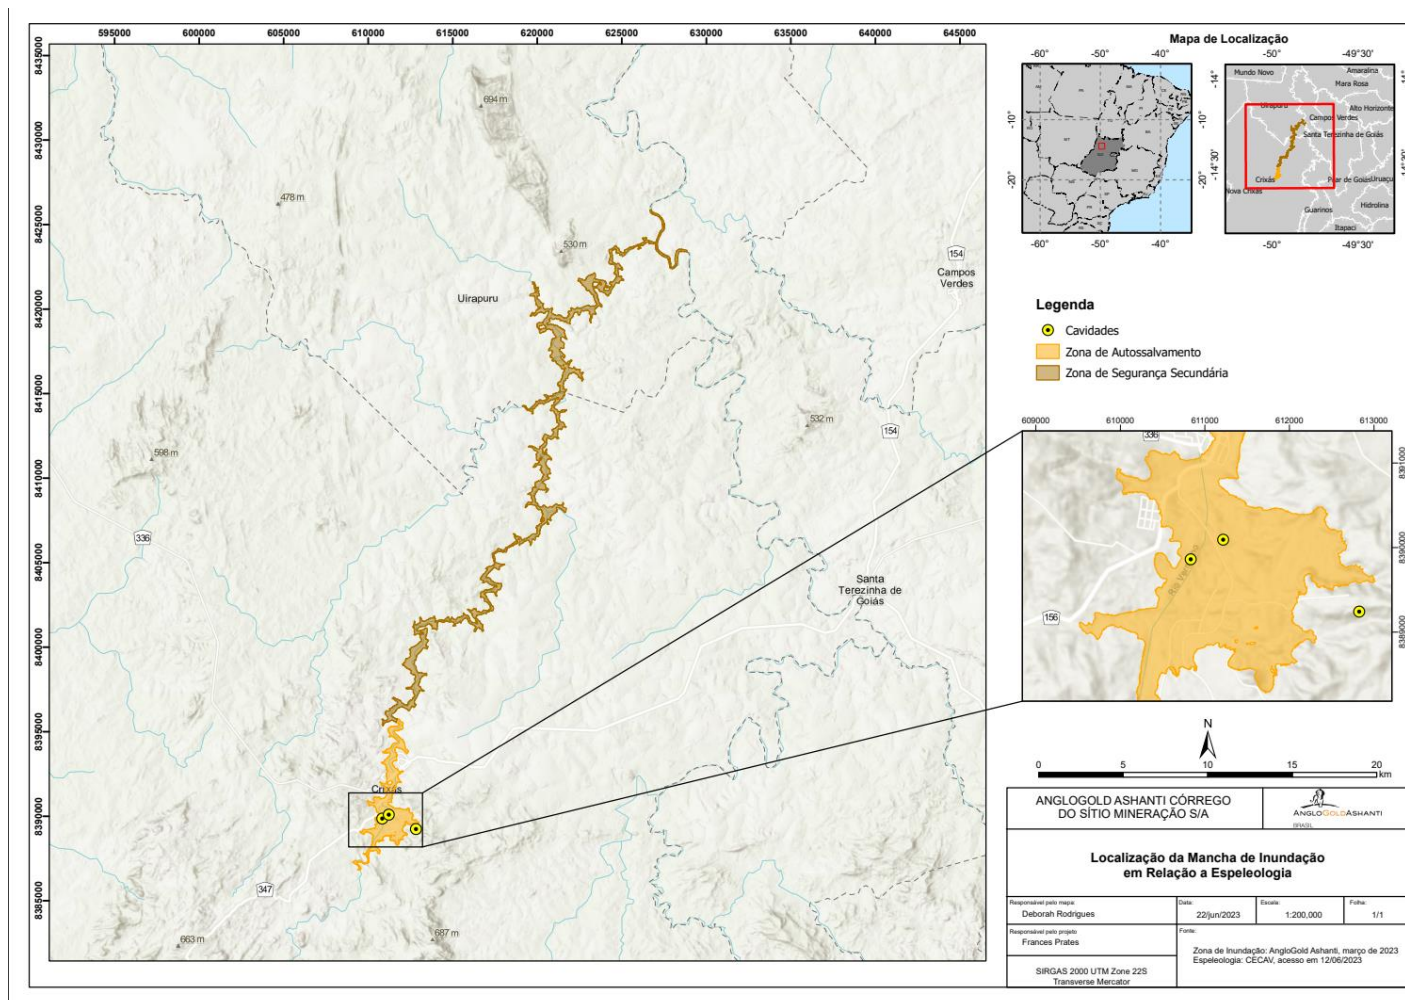 595000 600000 605000 610000 615000 620000 625000 630000 635000 640000 645000
8435000
8430000
8425000
8420000
8415000
8410000
8405000
8400000
8395000
8390000
8385000
694 m
478 m
530 m
154
Campos
Verdes
Uirapuru
532 m
154
598 m
336
Santa
Terezinha de
Goiás
Crixás
347
663 m
687 m
Mapa de Localização
-60° -50° -40°
-10°
-20°
-60° -50° -40°
-50° -49°30'
14°
-14°30'
Mundo Novo
Amaralina
Mara Rosa
Uirapuru
Alto Horizonte
Campos Verdes
Santa Terezinha de Goiás
Crixás
Pilar de Goiás
Uruaçu
Nova Crixás
Hidrolina
Guarinos
Itapaci
-50° -49°30'
Legenda
Cavidades
Zona de Autossalvamento
Zona de Segurança Secundária
609000 610000 611000 612000 613000
8391000
8390000
8389000
336
156
N
0 5 10 15 20
km
ANGLOGOLD ASHANTI CÓRREGO
DO SÍTIO MINERAÇÃO S/A
ANGLOGOLDASHANTI
BRASIL
Localização da Mancha de Inundação
em Relação a Espeleologia
Responsável pelo mapa:
Deborah Rodrigues
Data:
22/jun/2023
Escala:
1:200,000
Folha:
1/1
Responsável pelo projeto
Frances Prates
Fonte:
Zona de Inundação: AngloGold Ashanti, março de 2023
Espeleologia: CECAV, acesso em 12/06/2023
SIRGAS 2000 UTM Zone 22S
Transverse Mercator